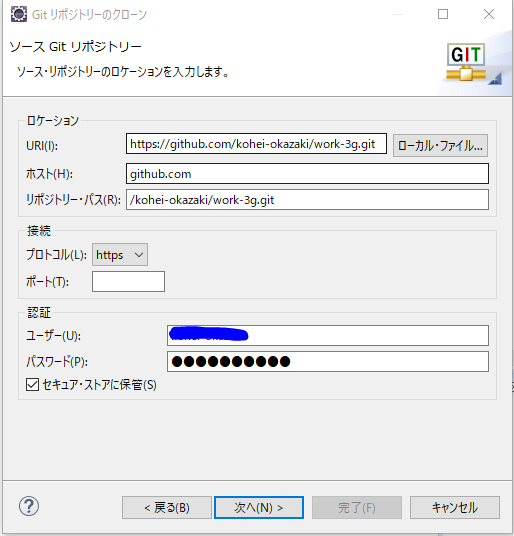 Git リポジトリーのクローン
ソース Git リポジトリー
ソース・リポジトリーのロケーションを入力します。
GIT
ロケーション
URI(I): https://github.com/kohei-okazaki/work-3g.git ローカル・ファイル...
ホスト(H): github.com
リポジトリー・パス(R): /kohei-okazaki/work-3g.git
接続
プロトコル(L): https
ポート(T):
認証
ユーザー(U):
パスワード(P): ●●●●●●●●●●
セキュア・ストアに保管(S)
< 戻る(B) 次へ(N) > 完了(F) キャンセル